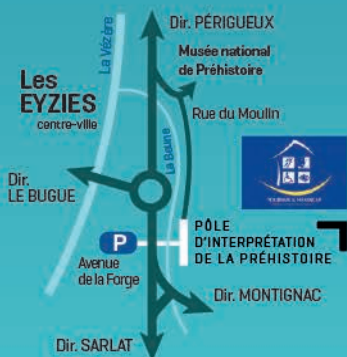 Dir. PÉRIGUEUX
La Vézère
Musée national
de Préhistoire
Les
EYZIES
centre-ville
Rue du Moulin
La Beune
Dir.
LE BUGUE
P
Avenue
de la Forge
PÔLE
D'INTERPRÉTATION
DE LA PRÉHISTOIRE
Dir. MONTIGNAC
Dir. SARLAT